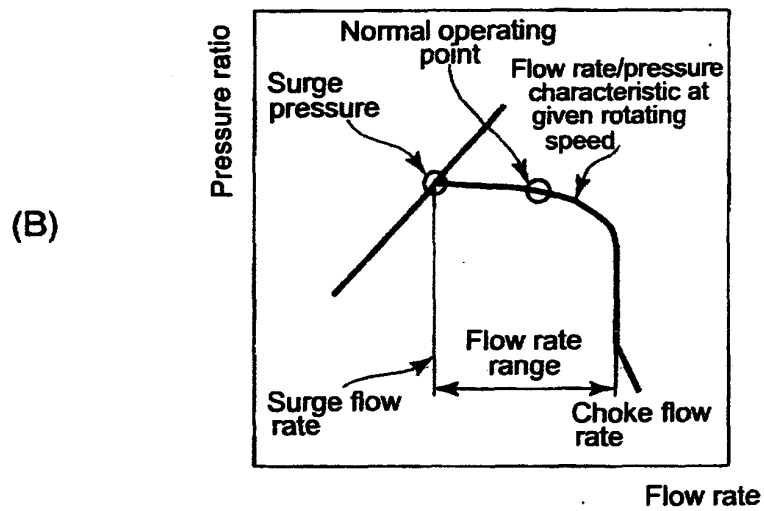 (B)
Pressure ratio
Normal operating
point
Surge
pressure
Flow rate/pressure
characteristic at
given rotating
speed
Flow rate
range
Surge flow
rate
Choke flow
rate
Flow rate